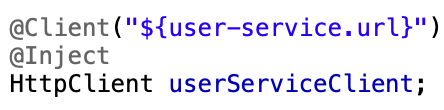 @Client("${user-service.url}")
@Inject
HttpClient userServiceClient;